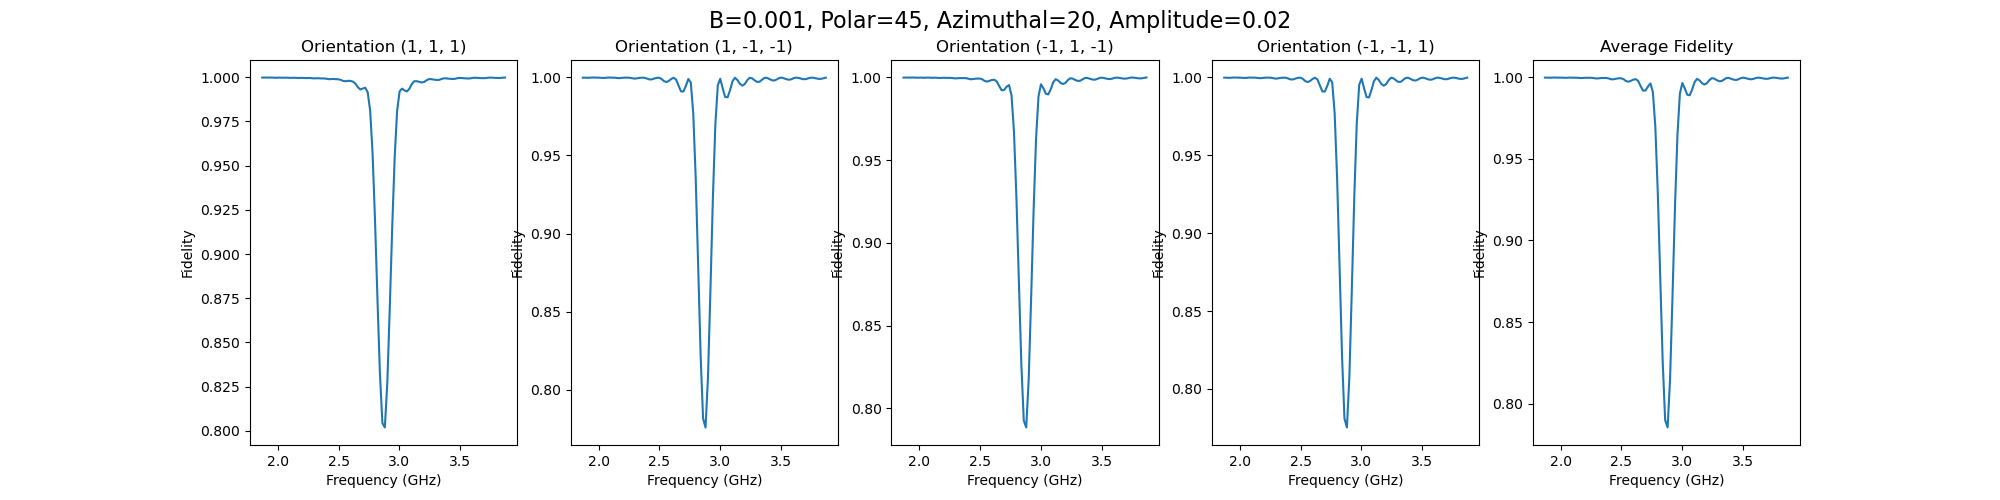 B=0.001, Polar=45, Azimuthal=20, Amplitude=0.02
Orientation (1, 1, 1)
Fidelity
1.000
0.975
0.950
0.925
0.900
0.875
0.850
0.825
0.800
2.0 2.5 3.0 3.5
Frequency (GHz)
Orientation (1, -1, -1)
Fidelity
1.00
0.95
0.90
0.85
0.80
2.0 2.5 3.0 3.5
Frequency (GHz)
Orientation (-1, 1, -1)
Fidelity
1.00
0.95
0.90
0.85
0.80
2.0 2.5 3.0 3.5
Frequency (GHz)
Orientation (-1, -1, 1)
Fidelity
1.00
0.95
0.90
0.85
0.80
2.0 2.5 3.0 3.5
Frequency (GHz)
Average Fidelity
Fidelity
1.00
0.95
0.90
0.85
0.80
2.0 2.5 3.0 3.5
Frequency (GHz)